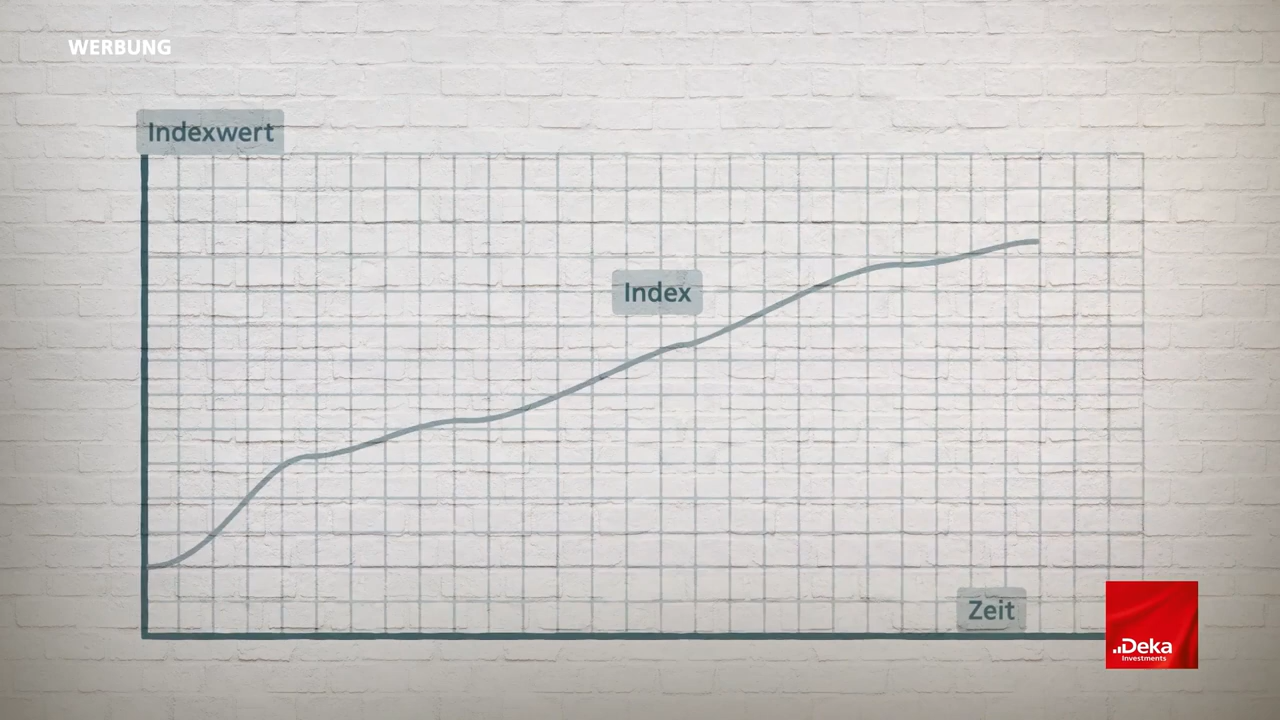 WERBUNG
Indexwert
Index
Zeit
Deka
Investments